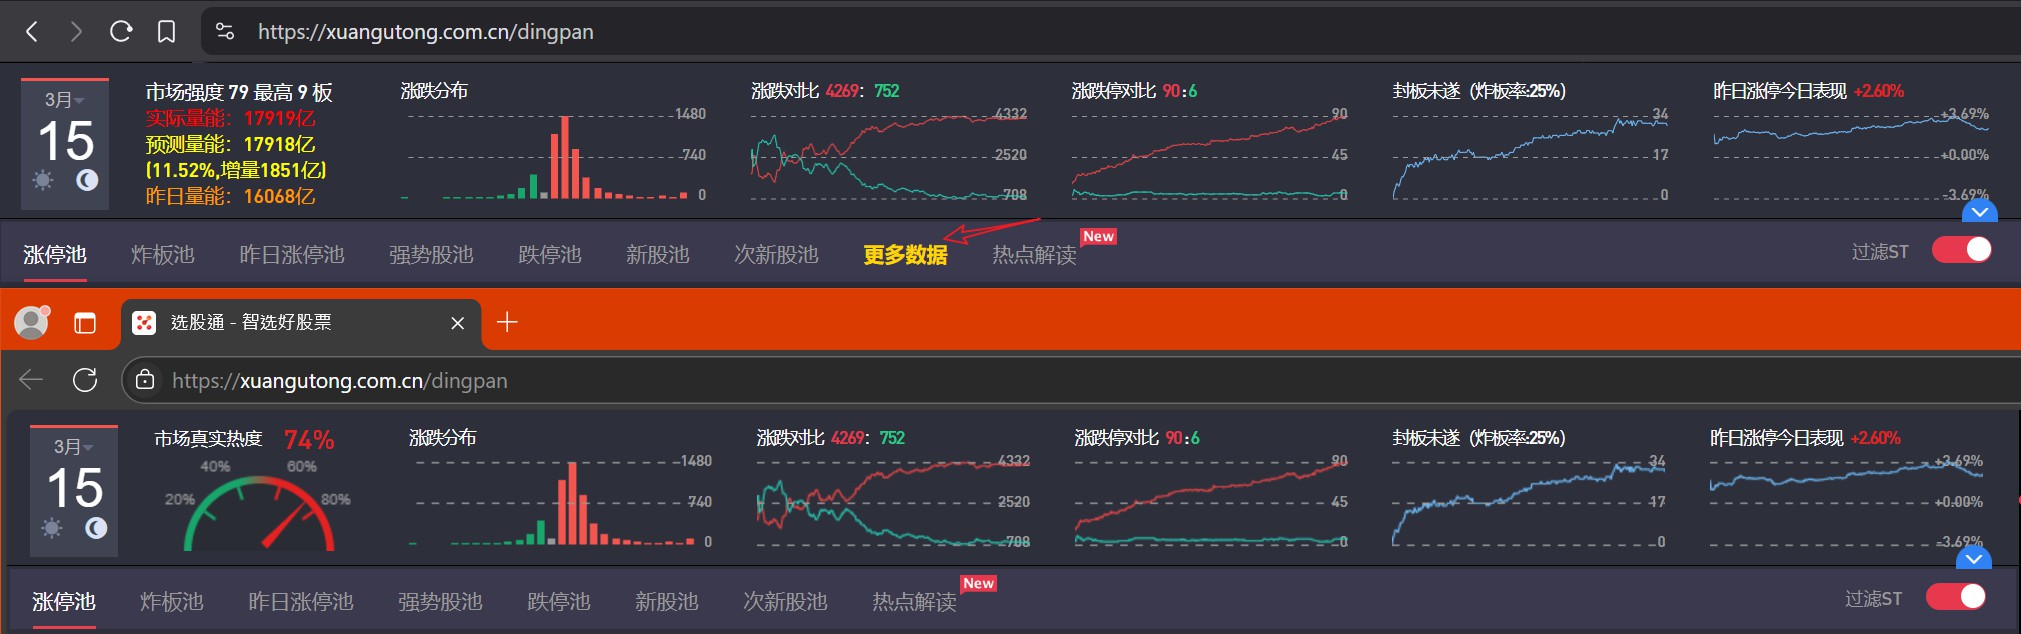 https://xuangutong.com.cn/dingpan
3月
15
市场强度 79 最高 9 板
实际量能：17919亿
预测量能：17918亿
(11.52%,增量1851亿)
昨日量能：16068亿
涨跌分布
1480
740
0
涨跌对比 4269：752
4332
2520
708
涨跌停对比 90:6
90
45
0
封板未遂（炸板率:25%）
34
17
0
昨日涨停今日表现 +2.60%
+3.69%
+0.00%
-3.69%
涨停池 炸板池 昨日涨停池 强势股池 跌停池 新股池 次新股池 更多数据 热点解读 New 过滤ST
选股通 - 智选好股票
https://xuangutong.com.cn/dingpan
3月
15
市场真实热度 74%
20%
40%
60%
80%
涨跌分布
1480
740
0
涨跌对比 4269：752
4332
2520
708
涨跌停对比 90:6
90
45
0
封板未遂（炸板率:25%）
34
17
0
昨日涨停今日表现 +2.60%
+3.69%
+0.00%
-3.69%
涨停池 炸板池 昨日涨停池 强势股池 跌停池 新股池 次新股池 热点解读 New 过滤ST